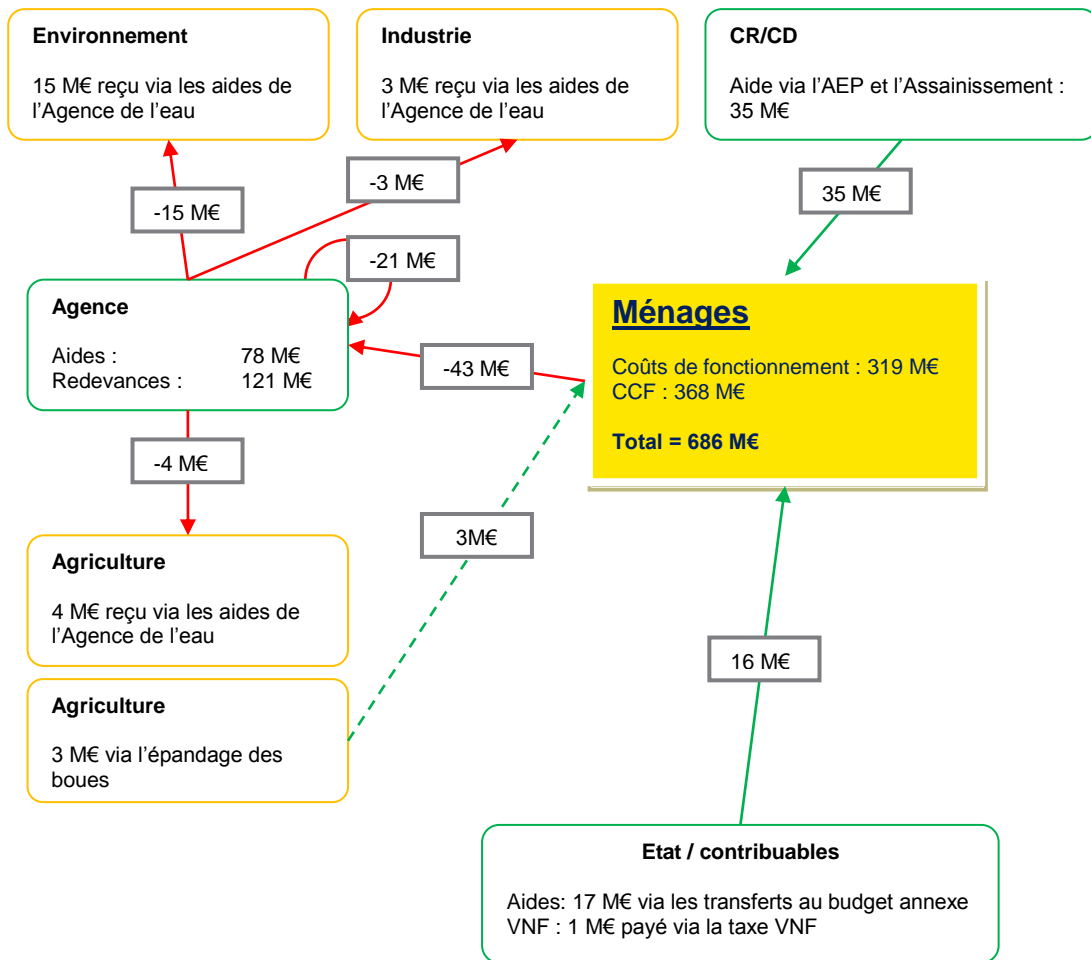 Environnement
15 M€ reçu via les aides de
l'Agence de l'eau
Industrie
3 M€ reçu via les aides de
l'Agence de l'eau
CR/CD
Aide via l'AEP et l'Assainissement :
35 M€
-15 M€
-3 M€
35 M€
-21 M€
Agence
Aides : 78 M€
Redevances : 121 M€
-43 M€
Ménages
Coûts de fonctionnement : 319 M€
CCF : 368 M€
Total = 686 M€
-4 M€
3M€
Agriculture
4 M€ reçu via les aides de
l'Agence de l'eau
16 M€
Agriculture
3 M€ via l'épandage des
boues
Etat / contribuables
Aides: 17 M€ via les transferts au budget annexe
VNF : 1 M€ payé via la taxe VNF